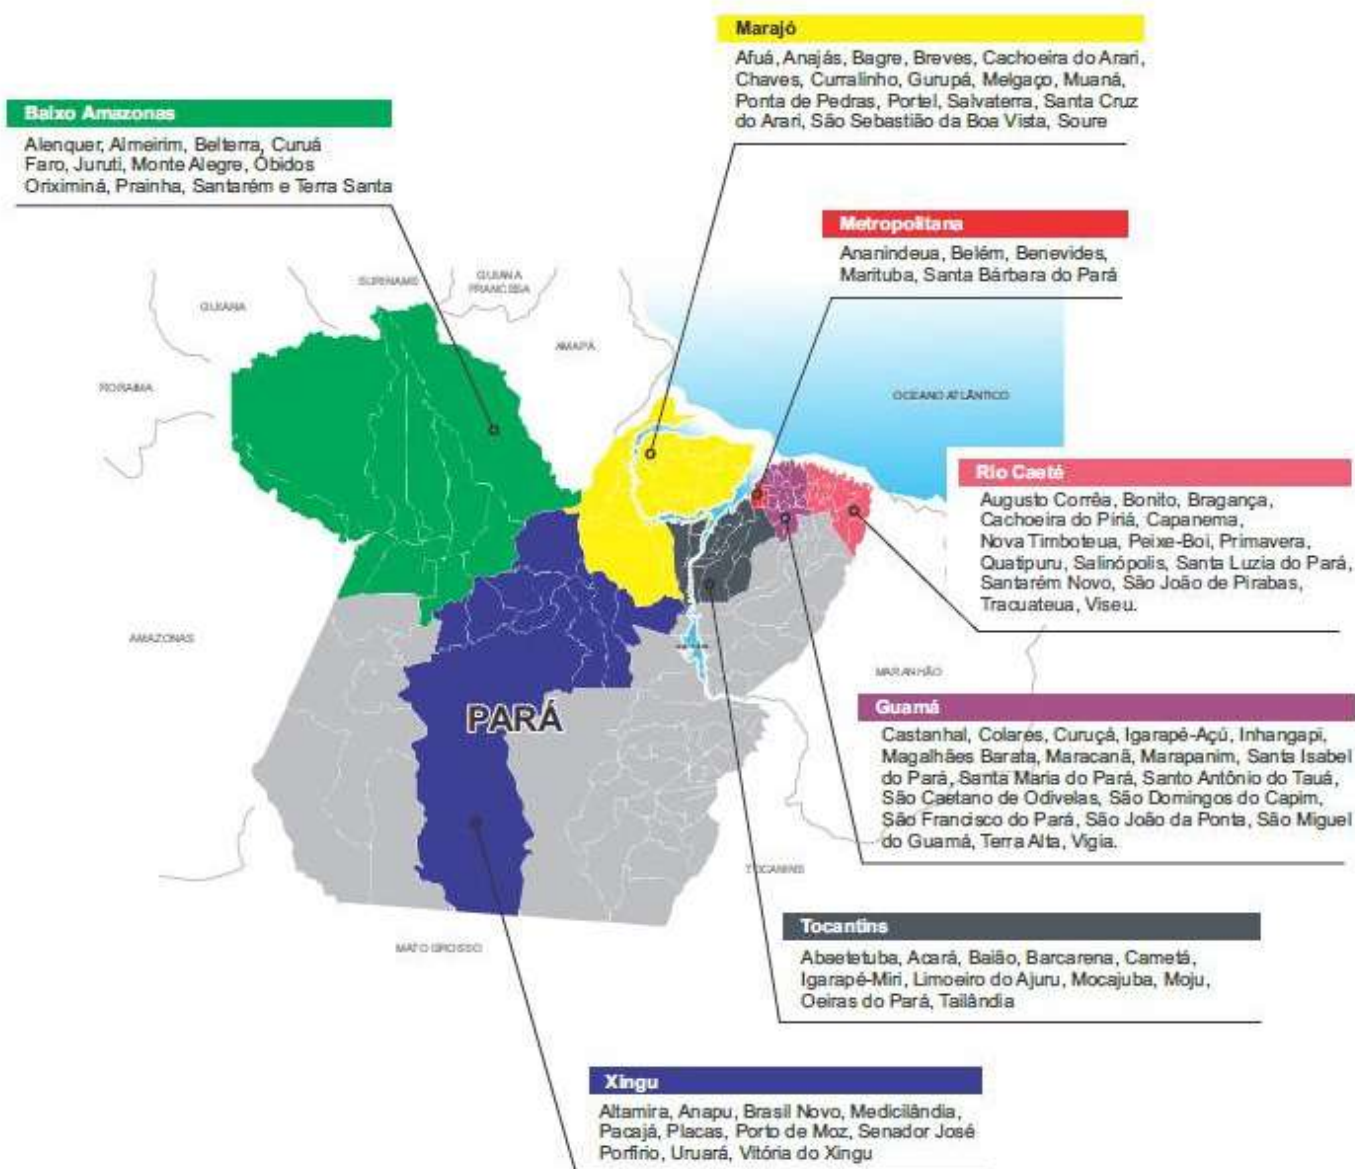 Marajó
Afuá, Anajás, Bagre, Breves, Cachoeira do Arari,
Chaves, Curralinho, Gurupá, Melgaço, Muaná,
Ponta de Pedras, Portel, Salvaterra, Santa Cruz
do Arari, São Sebastião da Boa Vista, Soure
Baixo Amazonas
Alenquer, Almeirim, Belterra, Curuá
Faro, Juruti, Monte Alegre, Óbidos
Oriximiná, Prainha, Santarém e Terra Santa
Metropolitana
Ananindeua, Belém, Benevides,
Marituba, Santa Bárbara do Pará
SURINAME
GUIANA
FRANCESA
GUIANA
AMAPÁ
RORAIMA
OCEANO ATLÂNTICO
Rio Caeté
Augusto Corrêa, Bonito, Bragança,
Cachoeira do Piriá, Capanema,
Nova Timboteua, Peixe-Boi, Primavera,
Quatipuru, Salinópolis, Santa Luzia do Pará,
Santarém Novo, São João de Pirabas,
Tracuateua, Viseu.
AMAZONAS
MARANHÃO
PARÁ
Guamá
Castanhal, Colares, Curuçá, Igarapé-Açú, Inhangapi,
Magalhães Barata, Maracanã, Marapanim, Santa Isabel
do Pará, Santa Maria do Pará, Santo Antônio do Tauá,
São Caetano de Odivelas, São Domingos do Capim,
São Francisco do Pará, São João da Ponta, São Miguel
do Guamá, Terra Alta, Vigia.
TOCANTINS
MATO GROSSO
Tocantins
Abaetetuba, Acará, Baião, Barcarena, Cametá,
Igarapé-Miri, Limoeiro do Ajuru, Mocajuba, Moju,
Oeiras do Pará, Tailândia
Xingu
Altamira, Anapu, Brasil Novo, Medicilândia,
Pacajá, Placas, Porto de Moz, Senador José
Porfírio, Uruará, Vitória do Xingu